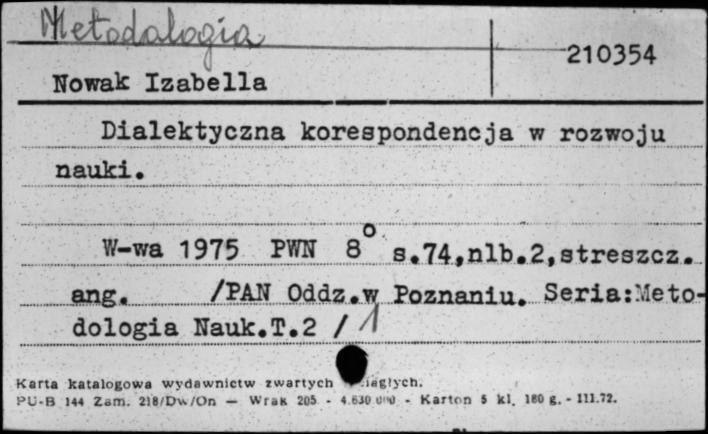 Metodologia
210354
Nowak Izabella
Dialektyczna korespondencja w rozwoju
nauki.
W-wa 1975 PWN 8° s.74,nlb.2,streszcz.
ang. /PAN Oddz.w Poznaniu. Seria:Meto-
dologia Nauk.T.2 / 1
Karta katalogowa wydawnictw zwartych
PU-B 144 Zam. 218/Dw/On — Wrak 205 - 4.630 - Karton 5 kl. 180 g. - III.72.